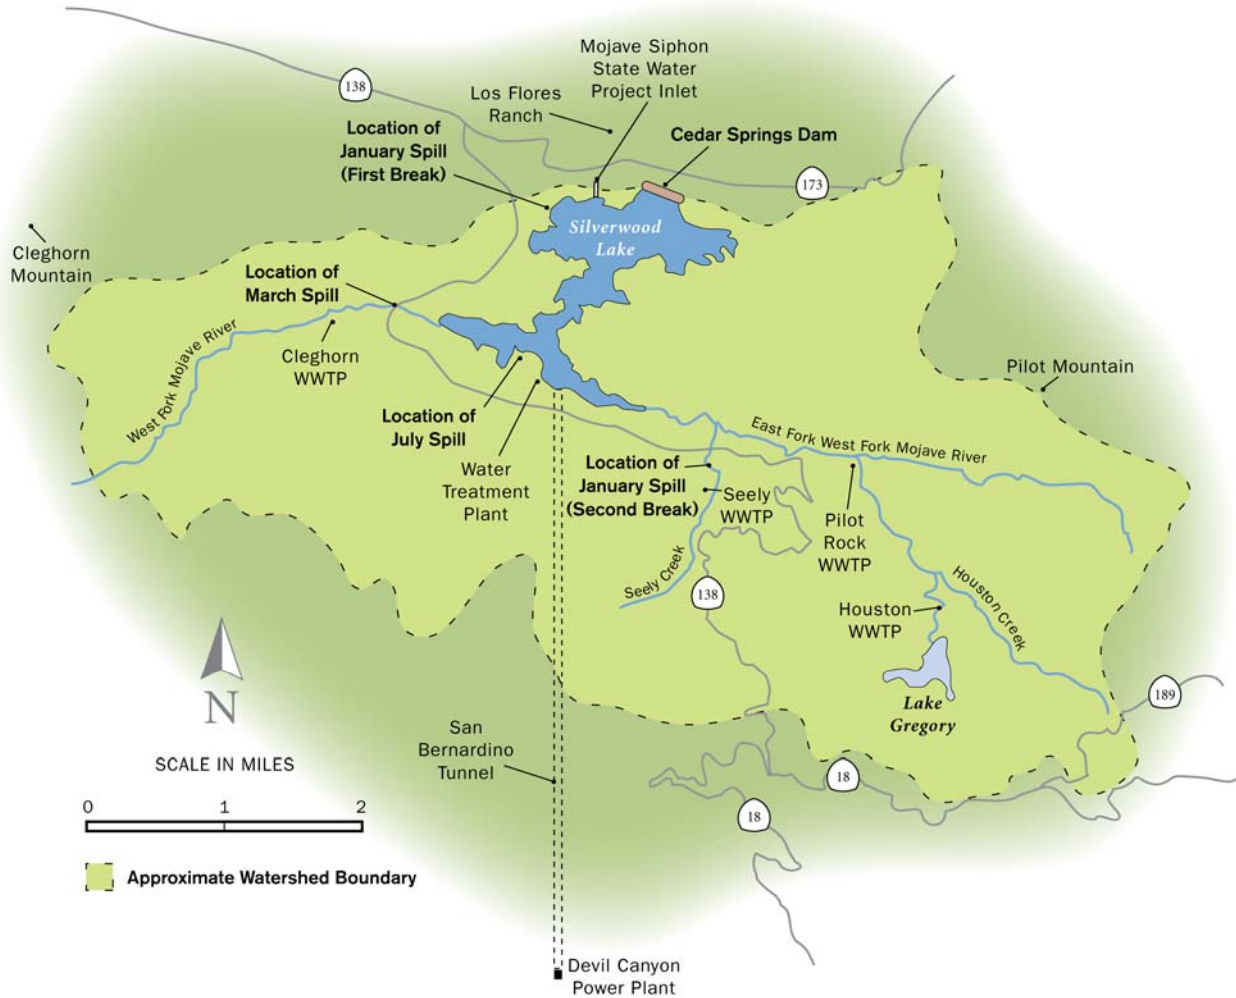 Mojave Siphon
State Water
Project Inlet
138
Los Flores
Ranch
Location of
January Spill
(First Break)
Cedar Springs Dam
173
Silverwood
Lake
Cleghorn
Mountain
Location of
March Spill
West Fork Mojave River
Cleghorn
WWTP
Pilot Mountain
Location of
July Spill
East Fork West Fork Mojave River
Water
Treatment
Plant
Location of
January Spill
(Second Break)
Seely
WWTP
Pilot
Rock
WWTP
Seely Creek
138
Houston Creek
Houston
WWTP
N
Lake
Gregory
189
San
Bernardino
Tunnel
SCALE IN MILES
0 1 2
18
18
Approximate Watershed Boundary
Devil Canyon
Power Plant